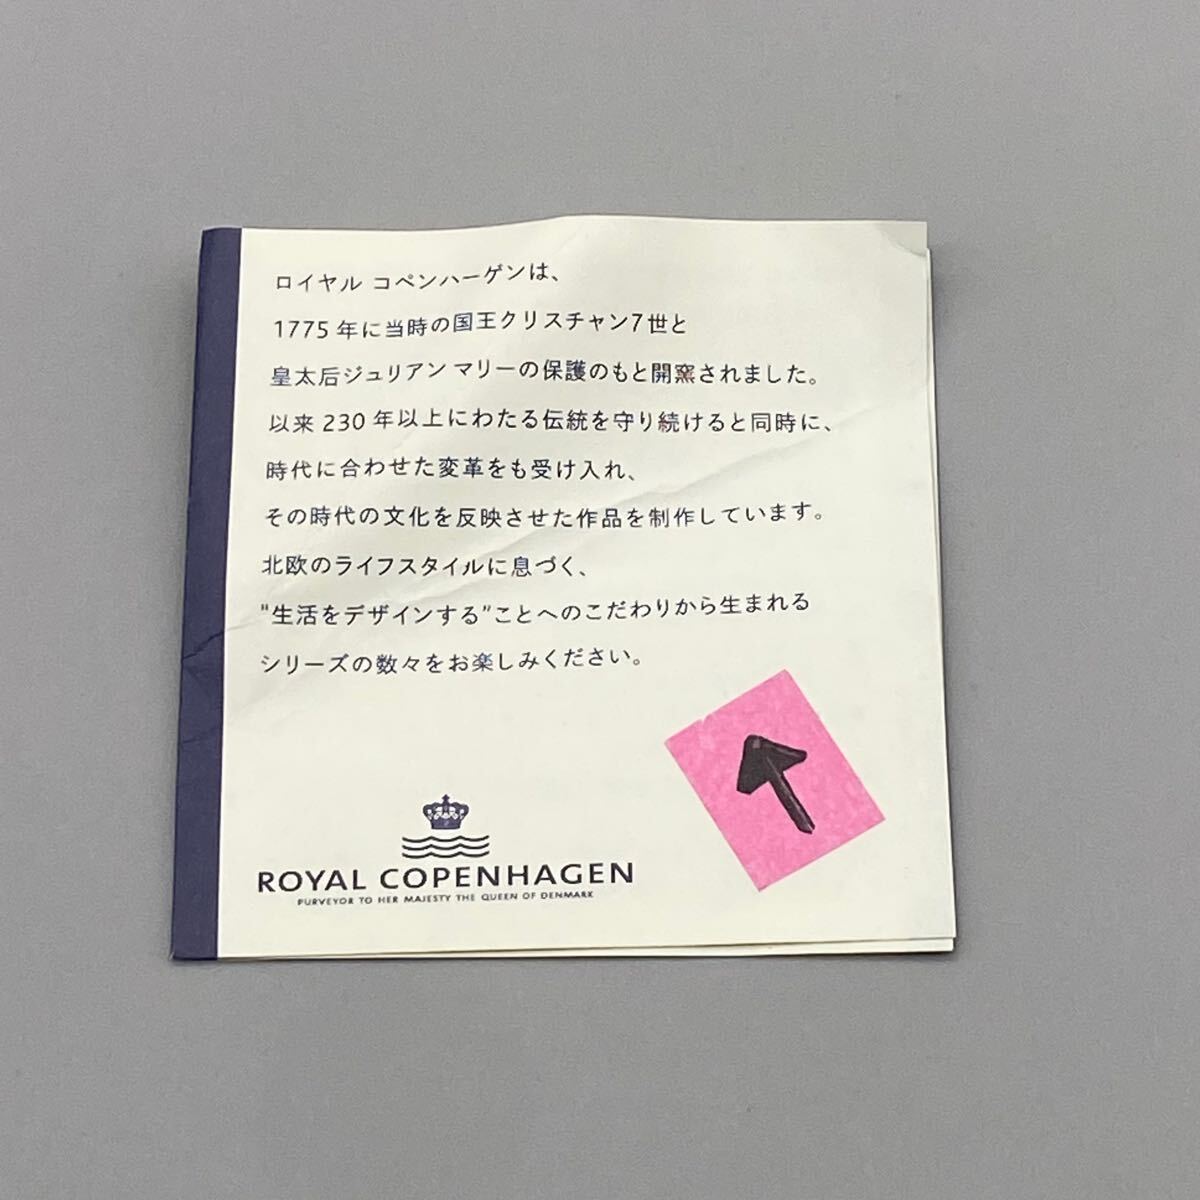 ロイヤル コペンハーゲンは、
1775年に当時の国王クリスチャン7世と
皇太后ジュリアン マリーの保護のもと開窯されました。
以来230年以上にわたる伝統を守り続けると同時に、
時代に合わせた変革をも受け入れ、
その時代の文化を反映させた作品を制作しています。
北欧のライフスタイルに息づく、
"生活をデザインする"ことへのこだわりから生まれる
シリーズの数々をお楽しみください。
ROYAL COPENHAGEN
PURVEYOR TO HER MAJESTY THE QUEEN OF DENMARK